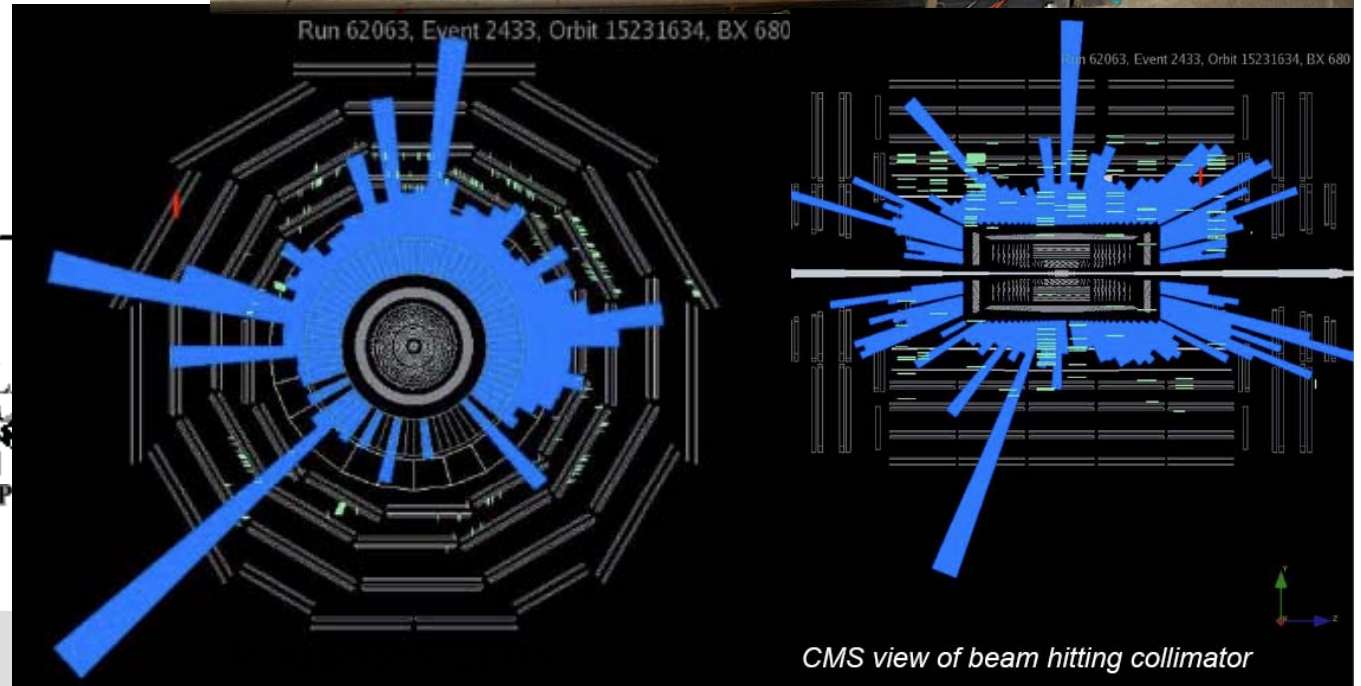 Run 62063, Event 2433, Orbit 15231634, BX 680
Run 62063, Event 2433, Orbit 15231634, BX 680
Y
Z
CMS view of beam hitting collimator